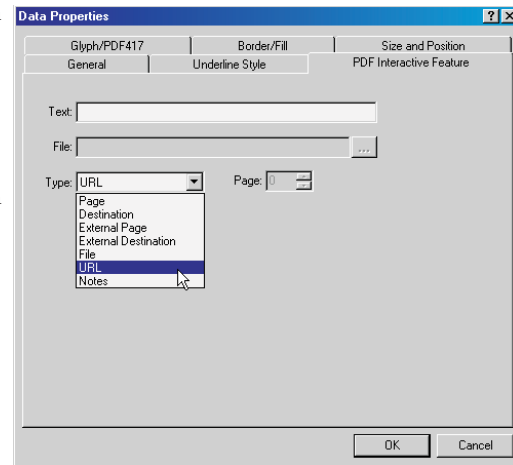 Data Properties
Glyph/PDF417 Border/Fill Size and Position
General Underline Style PDF Interactive Feature
Text:
File: ...
Type: URL Page: 0
Page
Destination
External Page
External Destination
File
URL
Notes
OK Cancel